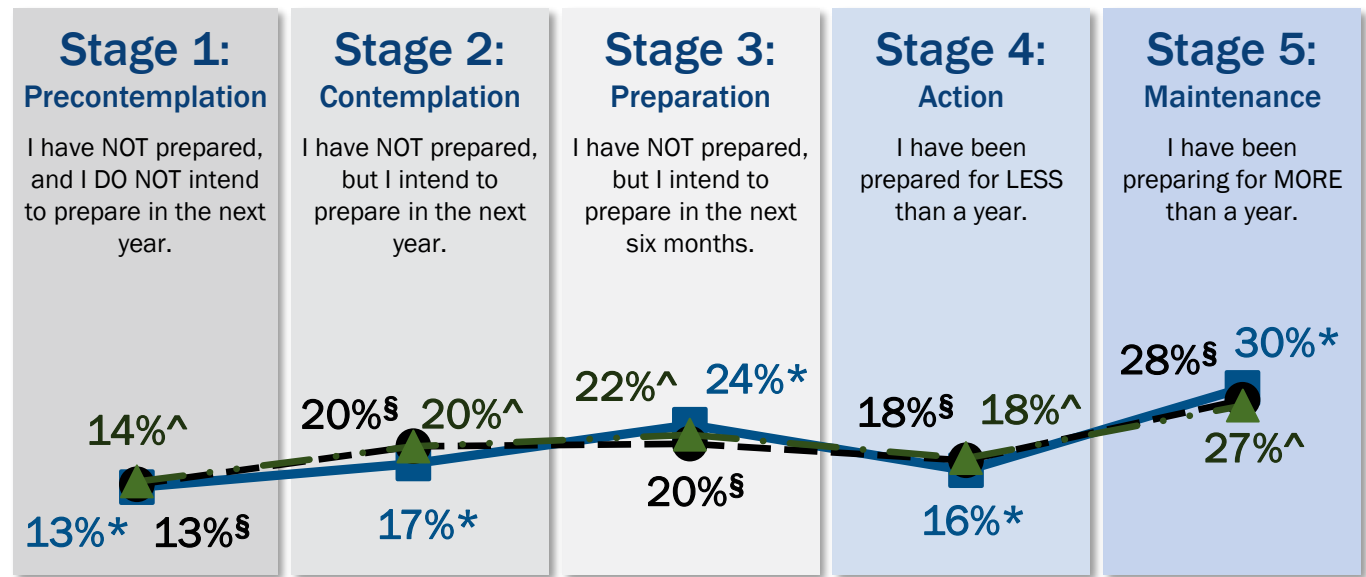 Stage 1:
Precontemplation
I have NOT prepared,
and I DO NOT intend
to prepare in the next
year.
14%^
13%*
13%§
Stage 2:
Contemplation
I have NOT prepared,
but I intend to
prepare in the next
year.
20%§
20%^
17%*
Stage 3:
Preparation
I have NOT prepared,
but I intend to
prepare in the next
six months.
22%^
24%*
20%§
Stage 4:
Action
I have been
prepared for LESS
than a year.
18%§
18%^
16%*
Stage 5:
Maintenance
I have been
preparing for MORE
than a year.
28%§
30%*
27%^